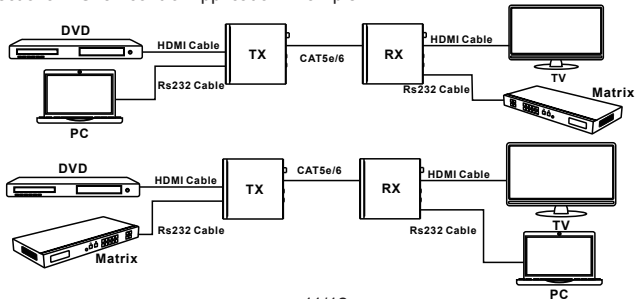 DVD
HDMI Cable
TX
CAT5e/6
RX
HDMI Cable
TV
Rs232 Cable
PC
Rs232 Cable
Matrix
DVD
HDMI Cable
TX
CAT5e/6
RX
HDMI Cable
TV
Rs232 Cable
Matrix
Rs232 Cable
PC